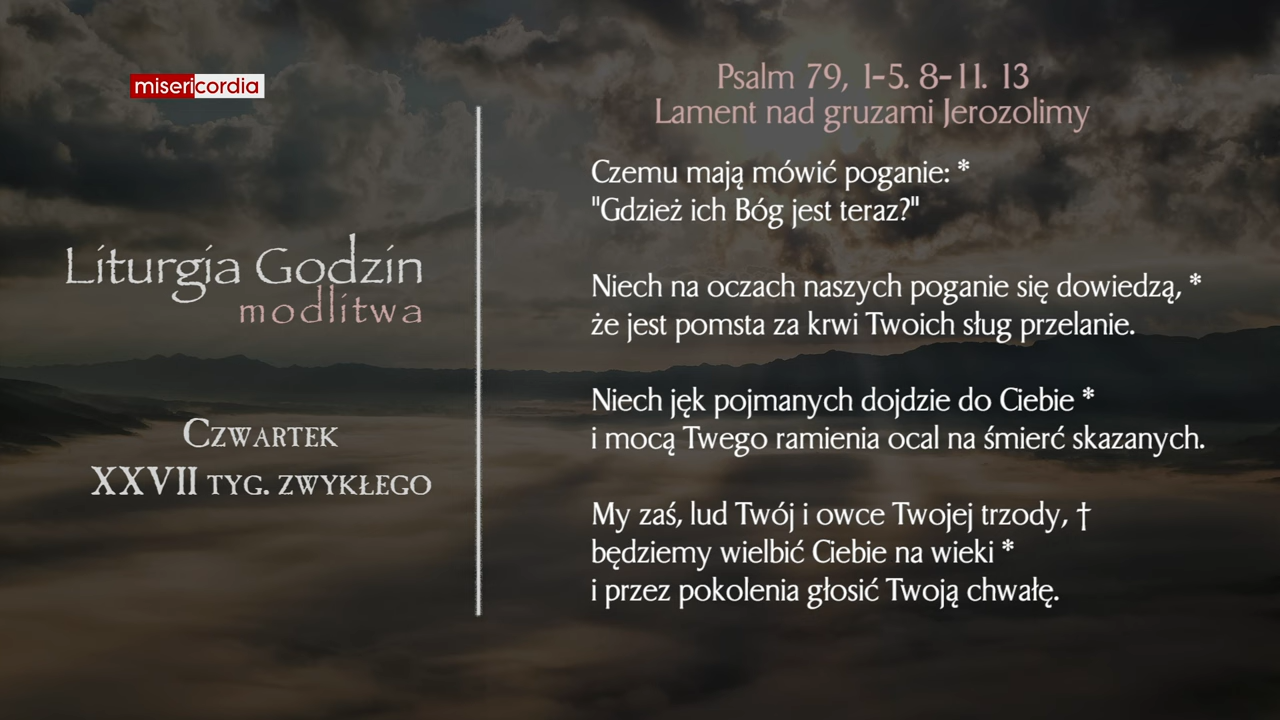 misericordia
Liturgia Godzin
modlitwa
Czwartek
XXVII tyg. zwykłego
Psalm 79, 1-5. 8-11. 13
Lament nad gruzami Jerozolimy
Czemu mają mówić poganie: *
"Gdzież ich Bóg jest teraz?"
Niech na oczach naszych poganie się dowiedzą, *
że jest pomsta za krwi Twoich sług przelanie.
Niech jęk pojmanych dojdzie do Ciebie *
i mocą Twego ramienia ocal na śmierć skazanych.
My zaś, lud Twój i owce Twojej trzody, †
będziemy wielbić Ciebie na wieki *
i przez pokolenia głosić Twoją chwałę.